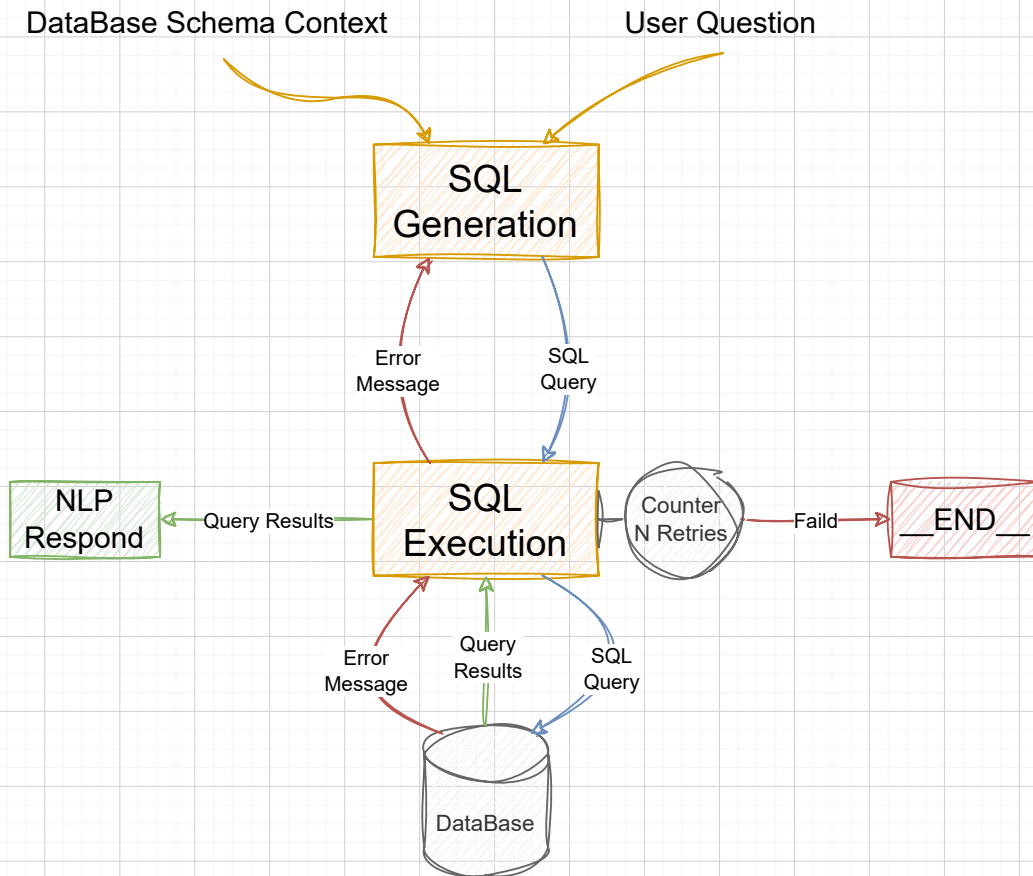 DataBase Schema Context
User Question
SQL
Generation
Error
Message
SQL
Query
NLP
Respond
Query Results
SQL
Execution
Counter
N Retries
Faild
__END__
Error
Message
Query
Results
SQL
Query
DataBase